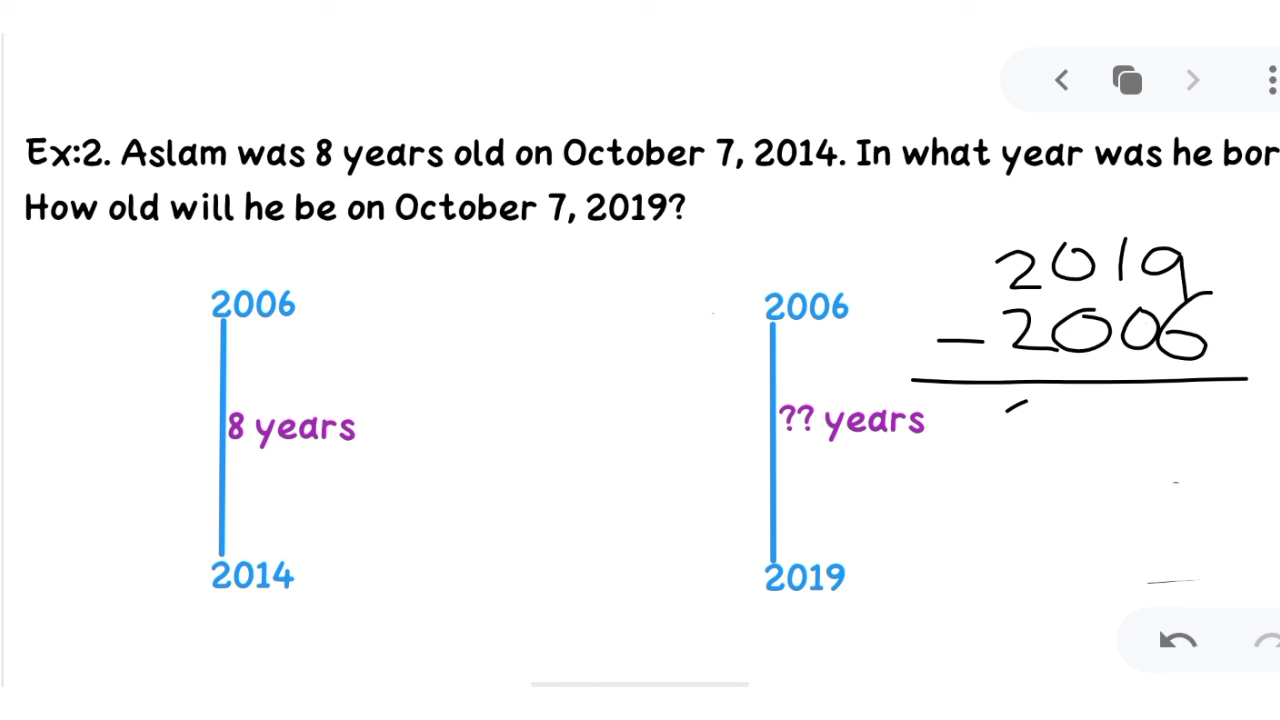 Ex:2. Aslam was 8 years old on October 7, 2014. In what year was he bor
How old will he be on October 7, 2019?
2006
8 years
2014
2006
?? years
2019
2019
- 2006